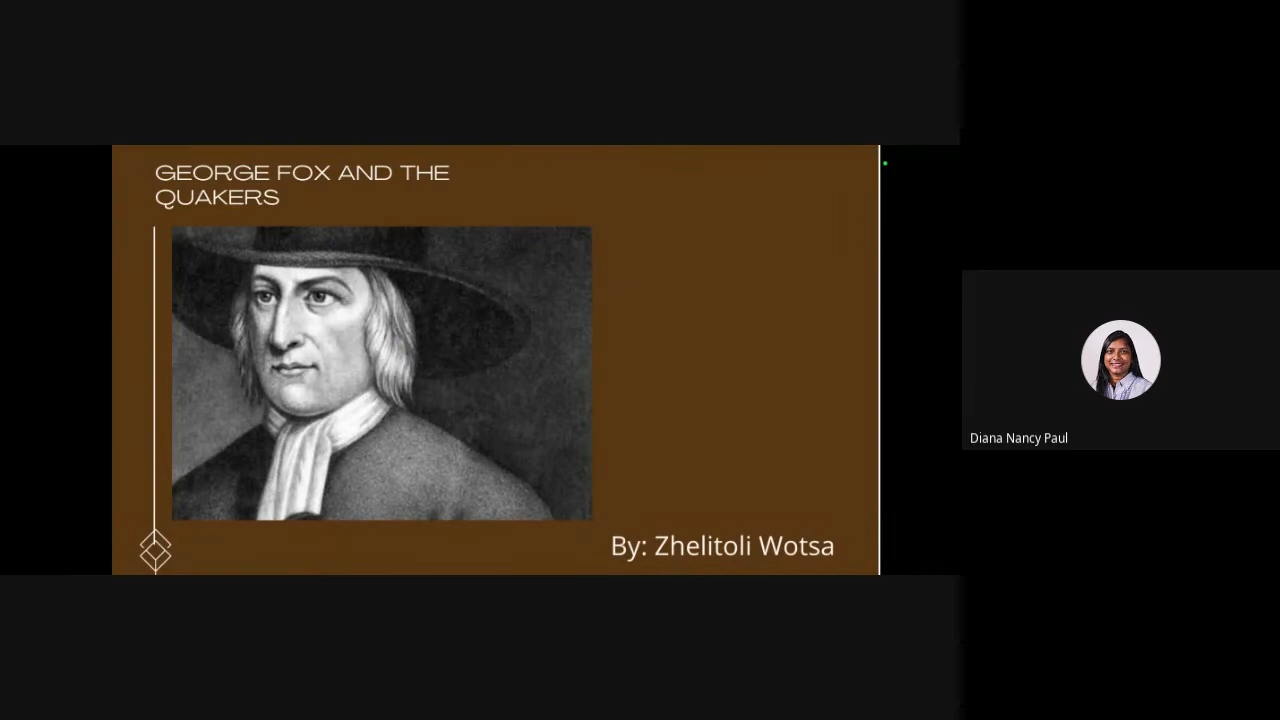 GEORGE FOX AND THE
QUAKERS
By: Zhelitoli Wotsa
Diana Nancy Paul